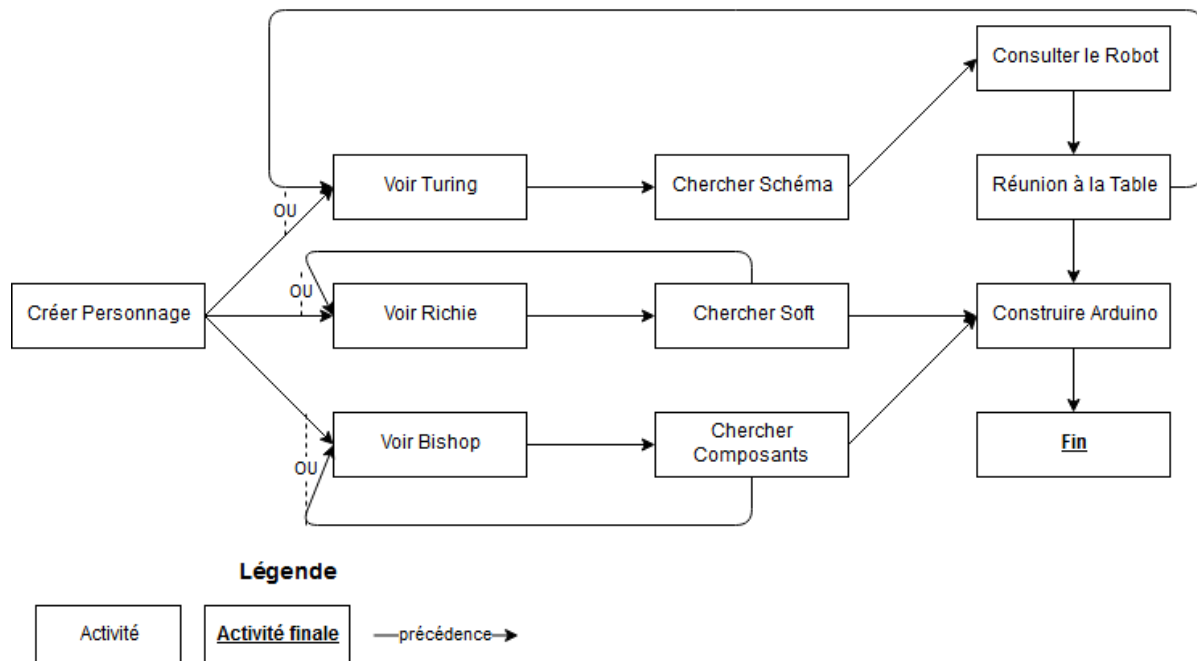 Consulter le Robot
Voir Turing
Chercher Schéma
Réunion à la Table
OU
OU
Créer Personnage
Voir Richie
Chercher Soft
Construire Arduino
Voir Bishop
Chercher
Composants
Fin
OU
Légende
Activité
Activité finale
précédence